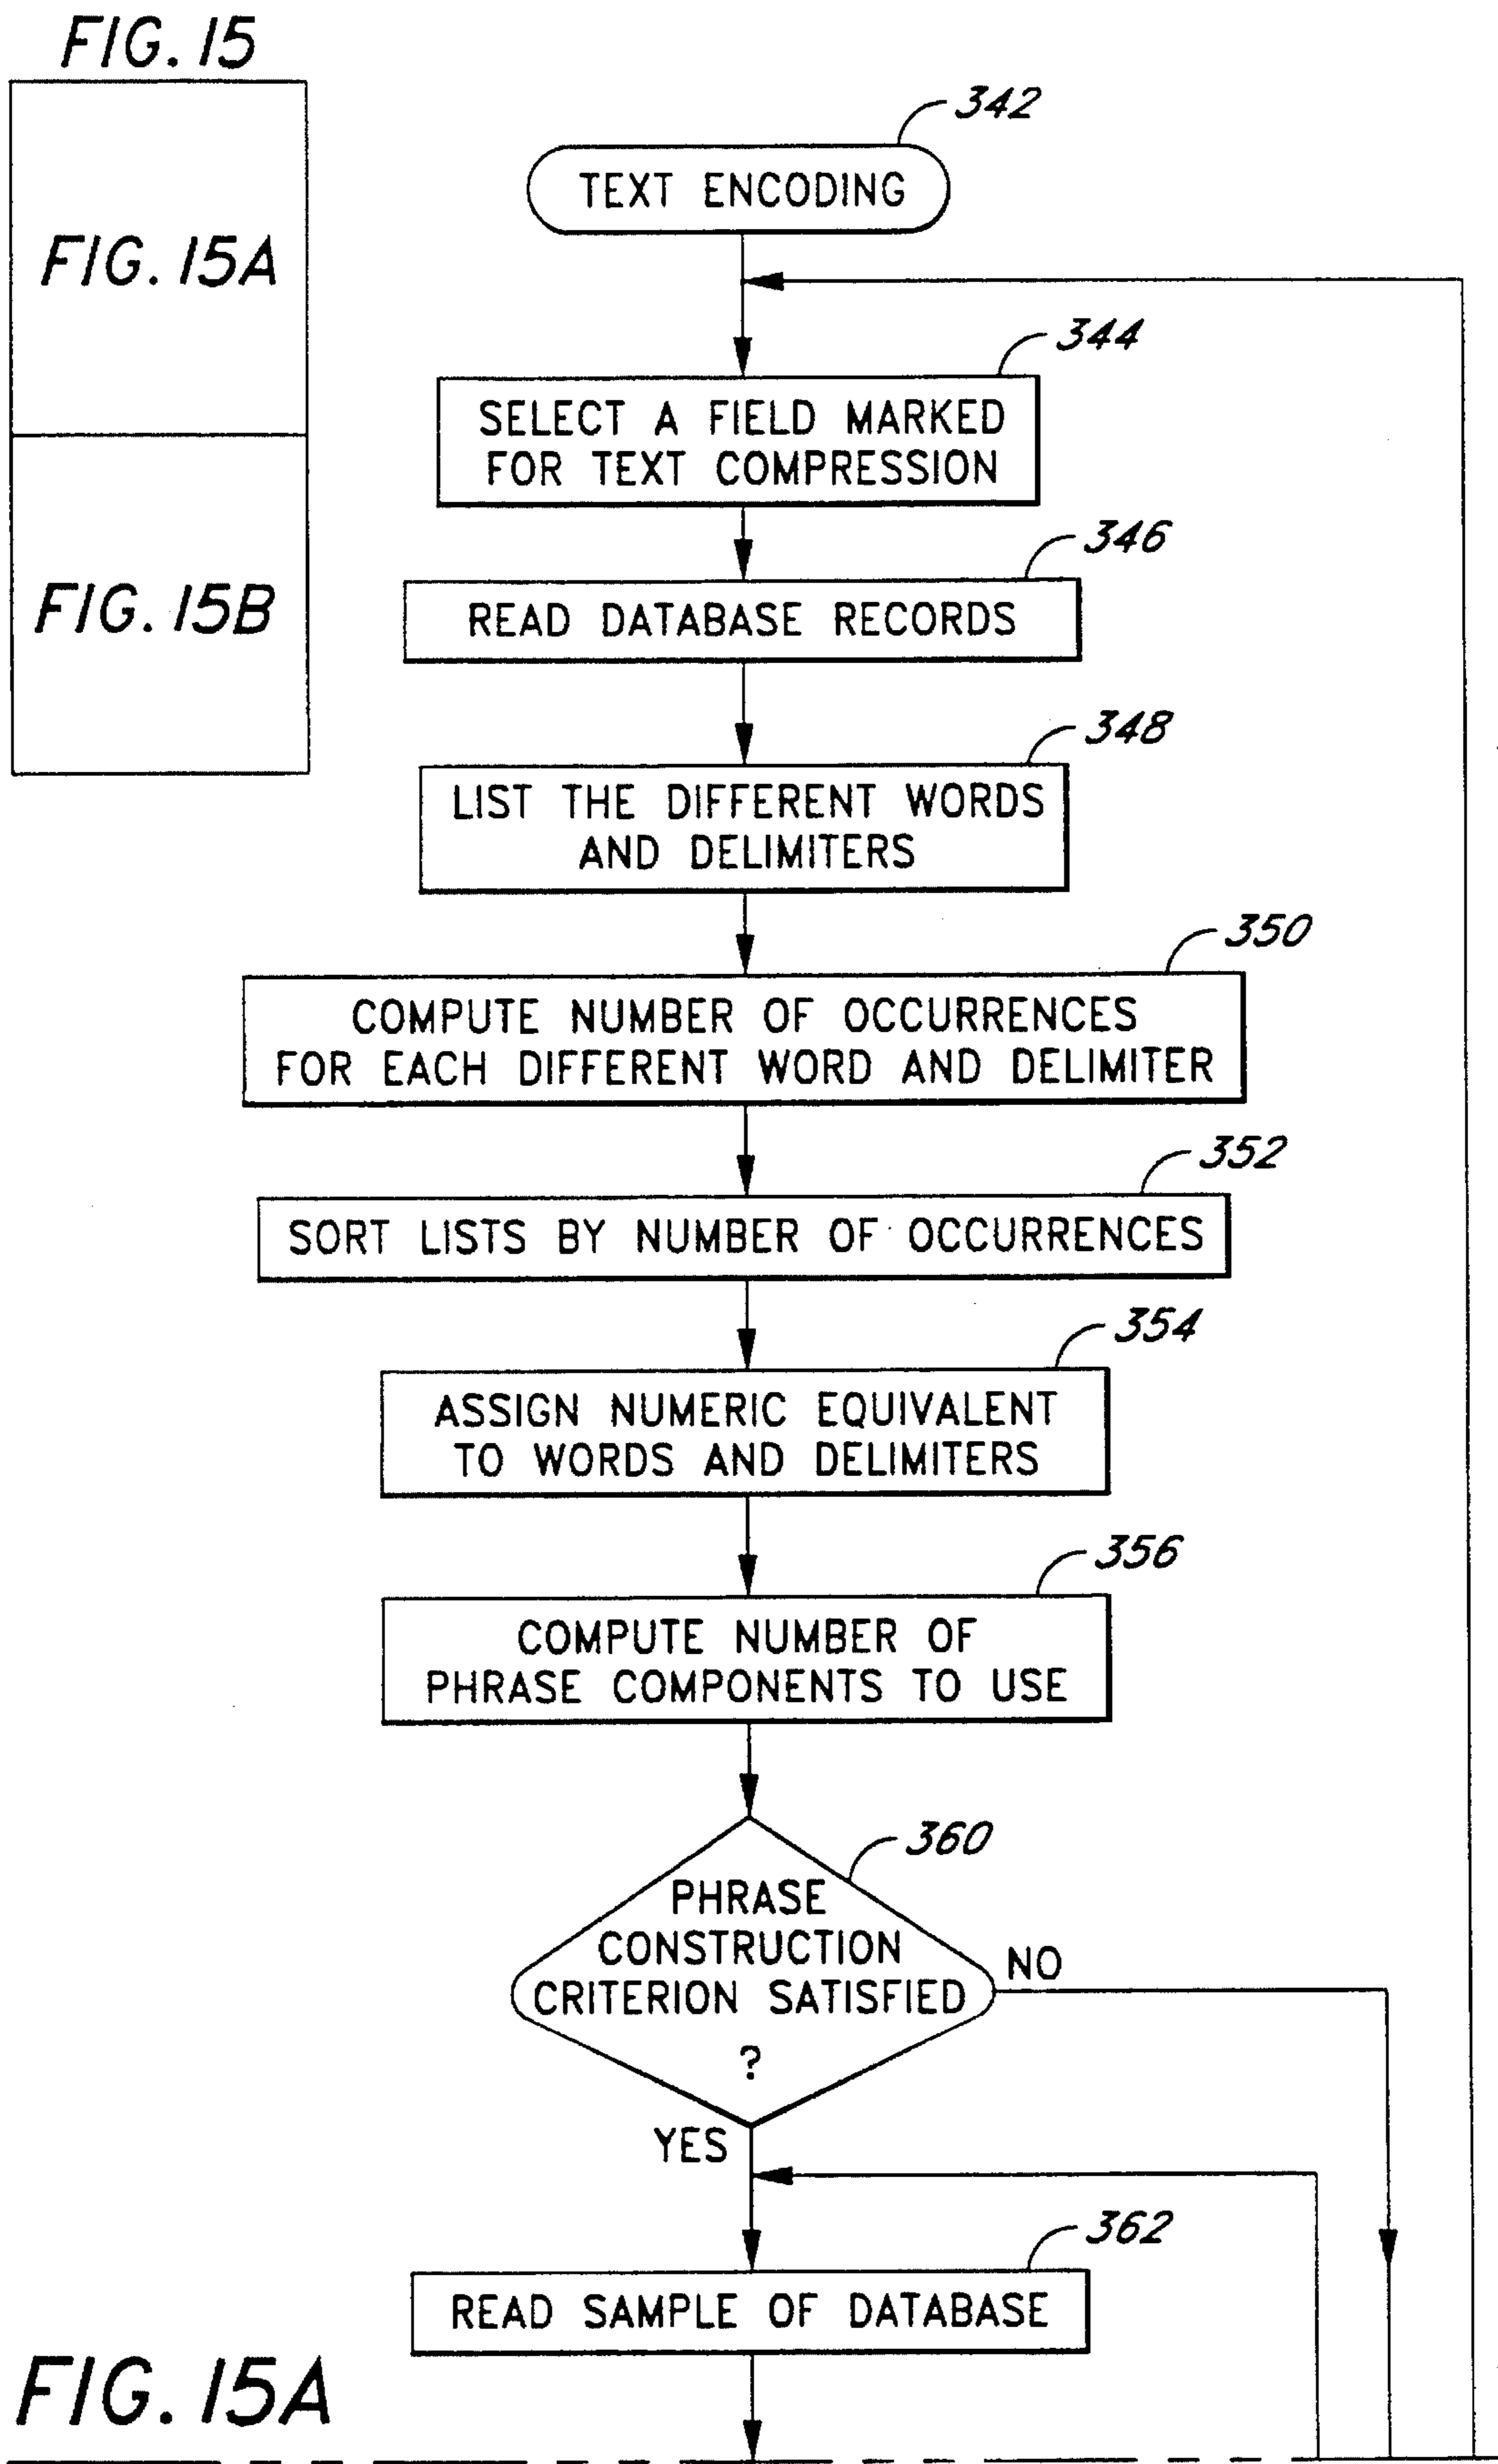 FIG. 15
FIG. 15A
FIG. 15B
342
TEXT ENCODING
344
SELECT A FIELD MARKED
FOR TEXT COMPRESSION
346
READ DATABASE RECORDS
348
LIST THE DIFFERENT WORDS
AND DELIMITERS
350
COMPUTE NUMBER OF OCCURRENCES
FOR EACH DIFFERENT WORD AND DELIMITER
352
SORT LISTS BY NUMBER OF OCCURRENCES
354
ASSIGN NUMERIC EQUIVALENT
TO WORDS AND DELIMITERS
356
COMPUTE NUMBER OF
PHRASE COMPONENTS TO USE
360
PHRASE
CONSTRUCTION
CRITERION SATISFIED
?
NO
YES
362
READ SAMPLE OF DATABASE
FIG. 15A